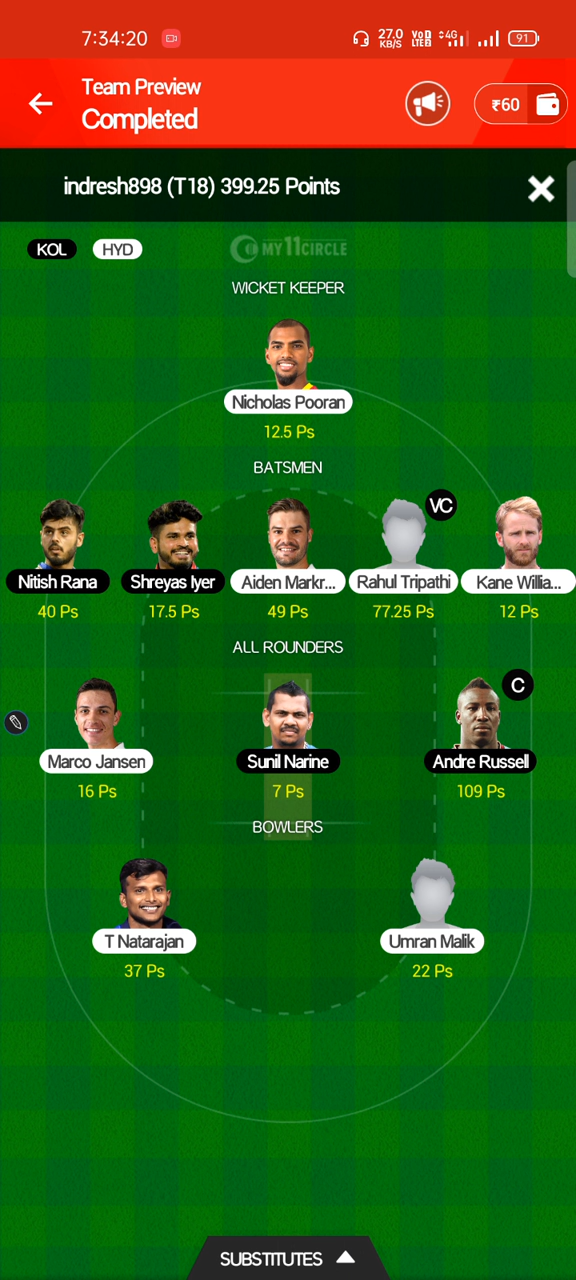 7:34:20 27.0 KB/S VoD LTE2 4G 91
Team Preview
Completed
₹60
indresh898 (T18) 399.25 Points
KOL HYD MY11CIRCLE
WICKET KEEPER
Nicholas Pooran
12.5 Ps
BATSMEN
VC
Nitish Rana Shreyas Iyer Aiden Markr... Rahul Tripathi Kane Willia...
40 Ps 17.5 Ps 49 Ps 77.25 Ps 12 Ps
ALL ROUNDERS
C
Marco Jansen Sunil Narine Andre Russell
16 Ps 7 Ps 109 Ps
BOWLERS
T Natarajan Umran Malik
37 Ps 22 Ps
SUBSTITUTES